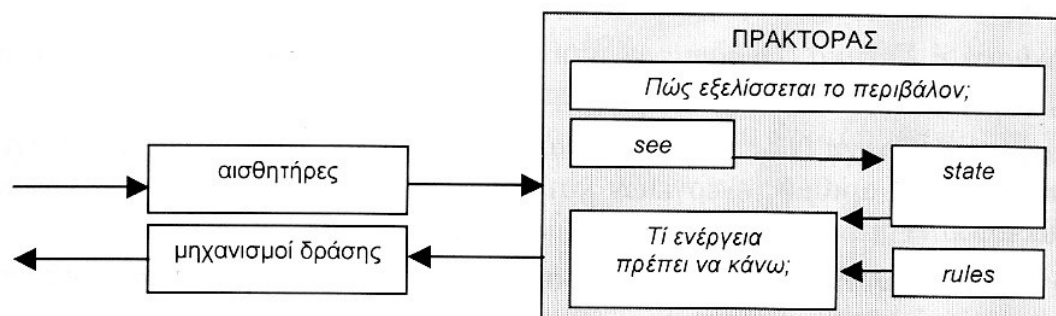 ΠΡΑΚΤΟΡΑΣ
Πώς εξελίσσεται το περιβάλον;
see
αισθητήρες
state
μηχανισμοί δράσης
Τί ενέργεια
πρέπει να κάνω;
rules